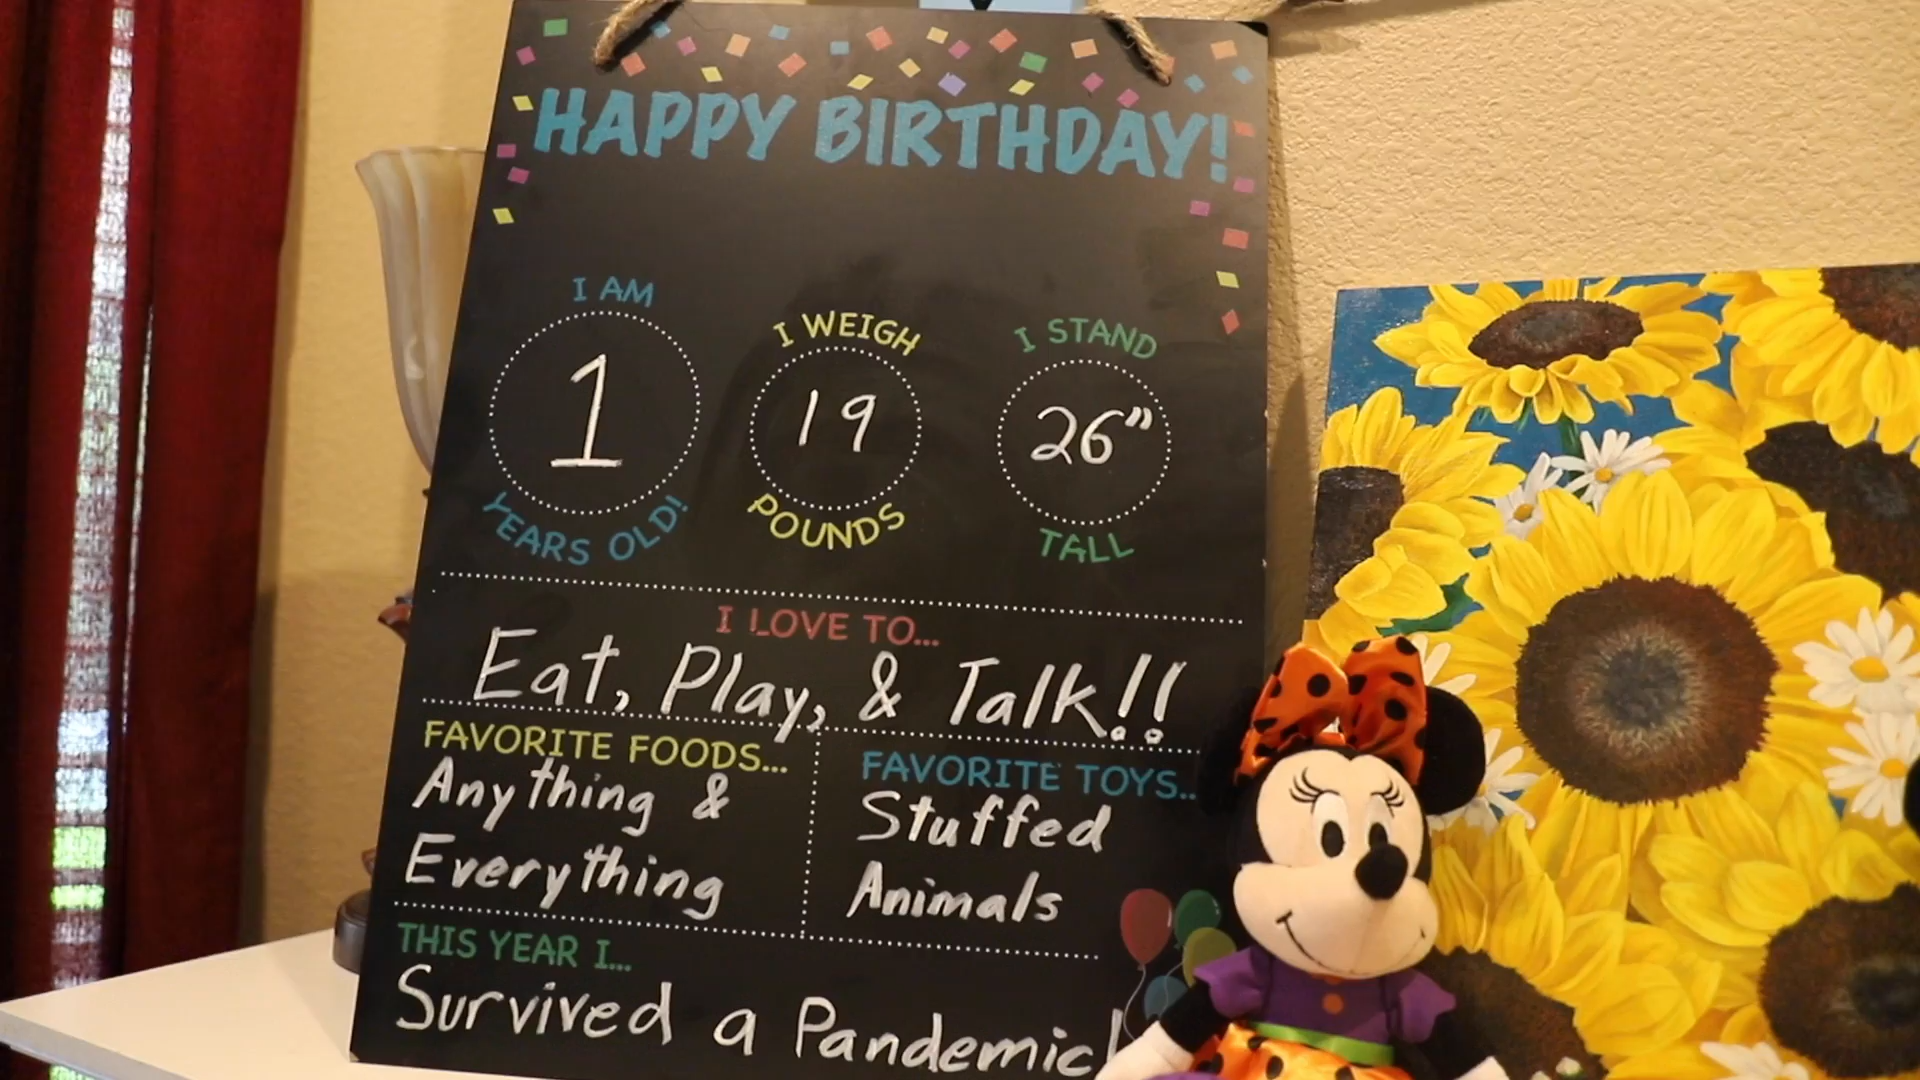 HAPPY BIRTHDAY!
I AM
1
YEARS OLD!
I WEIGH
19
POUNDS
I STAND
26"
TALL
I LOVE TO...
Eat, Play, & Talk!!
FAVORITE FOODS...
Anything &
Everything
FAVORITE TOYS...
Stuffed
Animals
THIS YEAR I...
Survived a Pandemic!